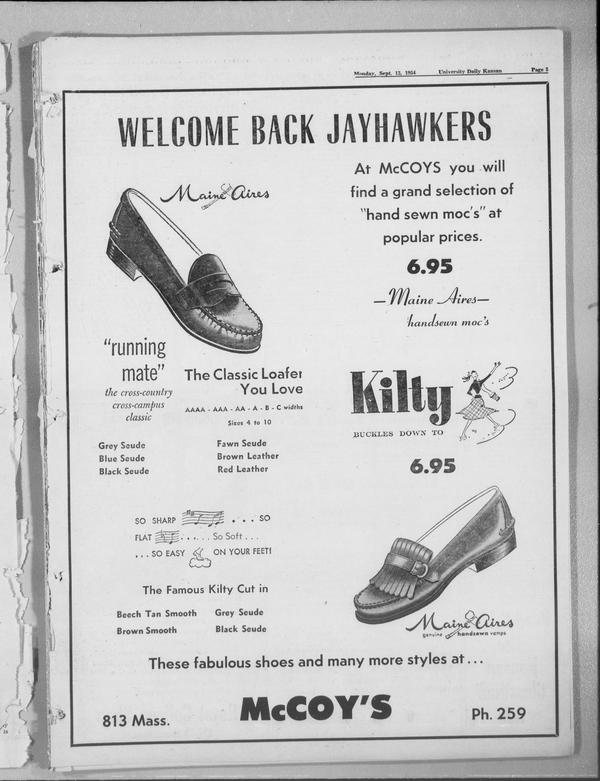 Monday, Sept. 13, 1954 University Daily Kansan Page 5
WELCOME BACK JAYHAWKERS
Maine Aires
At McCOYS you will
find a grand selection of
"hand sewn moc's" at
popular prices.
6.95
—Maine Aires—
handsewn moc's
"running
mate"
the cross-country
cross-campus
classic
The Classic Loafer
You Love
AAAA - AAA - AA - A - B - C widths
Sizes 4 to 10
Grey Seude
Blue Seude
Black Seude
Fawn Seude
Brown Leather
Red Leather
Kilty
BUCKLES DOWN TO
6.95
SO SHARP . . . SO
FLAT . . . . . So Soft . . .
. . . SO EASY ON YOUR FEET!
The Famous Kilty Cut in
Beech Tan Smooth Grey Seude
Brown Smooth Black Seude
Maine Aires
genuine handsewn vamps
These fabulous shoes and many more styles at . . .
813 Mass. McCOY'S Ph. 259